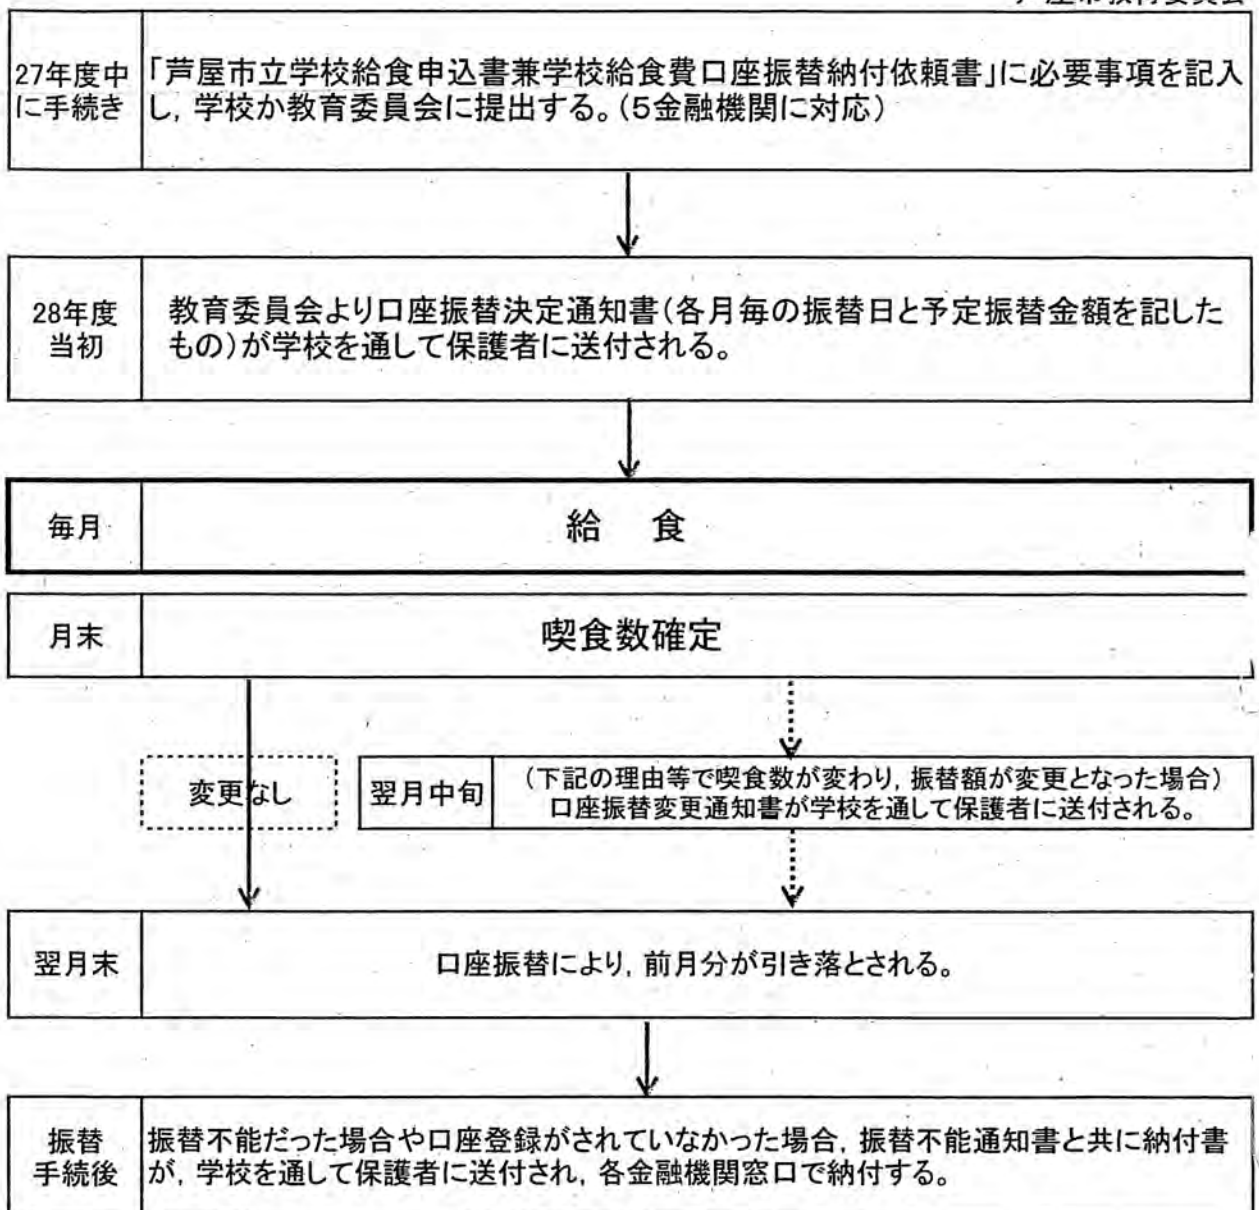 27年度中
に手続き
「芦屋市立学校給食申込書兼学校給食費口座振替納付依頼書」に必要事項を記入
し, 学校か教育委員会に提出する。(5金融機関に対応)
28年度
当初
教育委員会より口座振替決定通知書(各月毎の振替日と予定振替金額を記した
もの)が学校を通して保護者に送付される。
毎月
給 食
月末
喫食数確定
変更なし
翌月中旬
(下記の理由等で喫食数が変わり, 振替額が変更となった場合)
口座振替変更通知書が学校を通して保護者に送付される。
翌月末
口座振替により, 前月分が引き落とされる。
振替
手続後
振替不能だった場合や口座登録がされていなかった場合, 振替不能通知書と共に納付書
が, 学校を通して保護者に送付され, 各金融機関窓口で納付する。